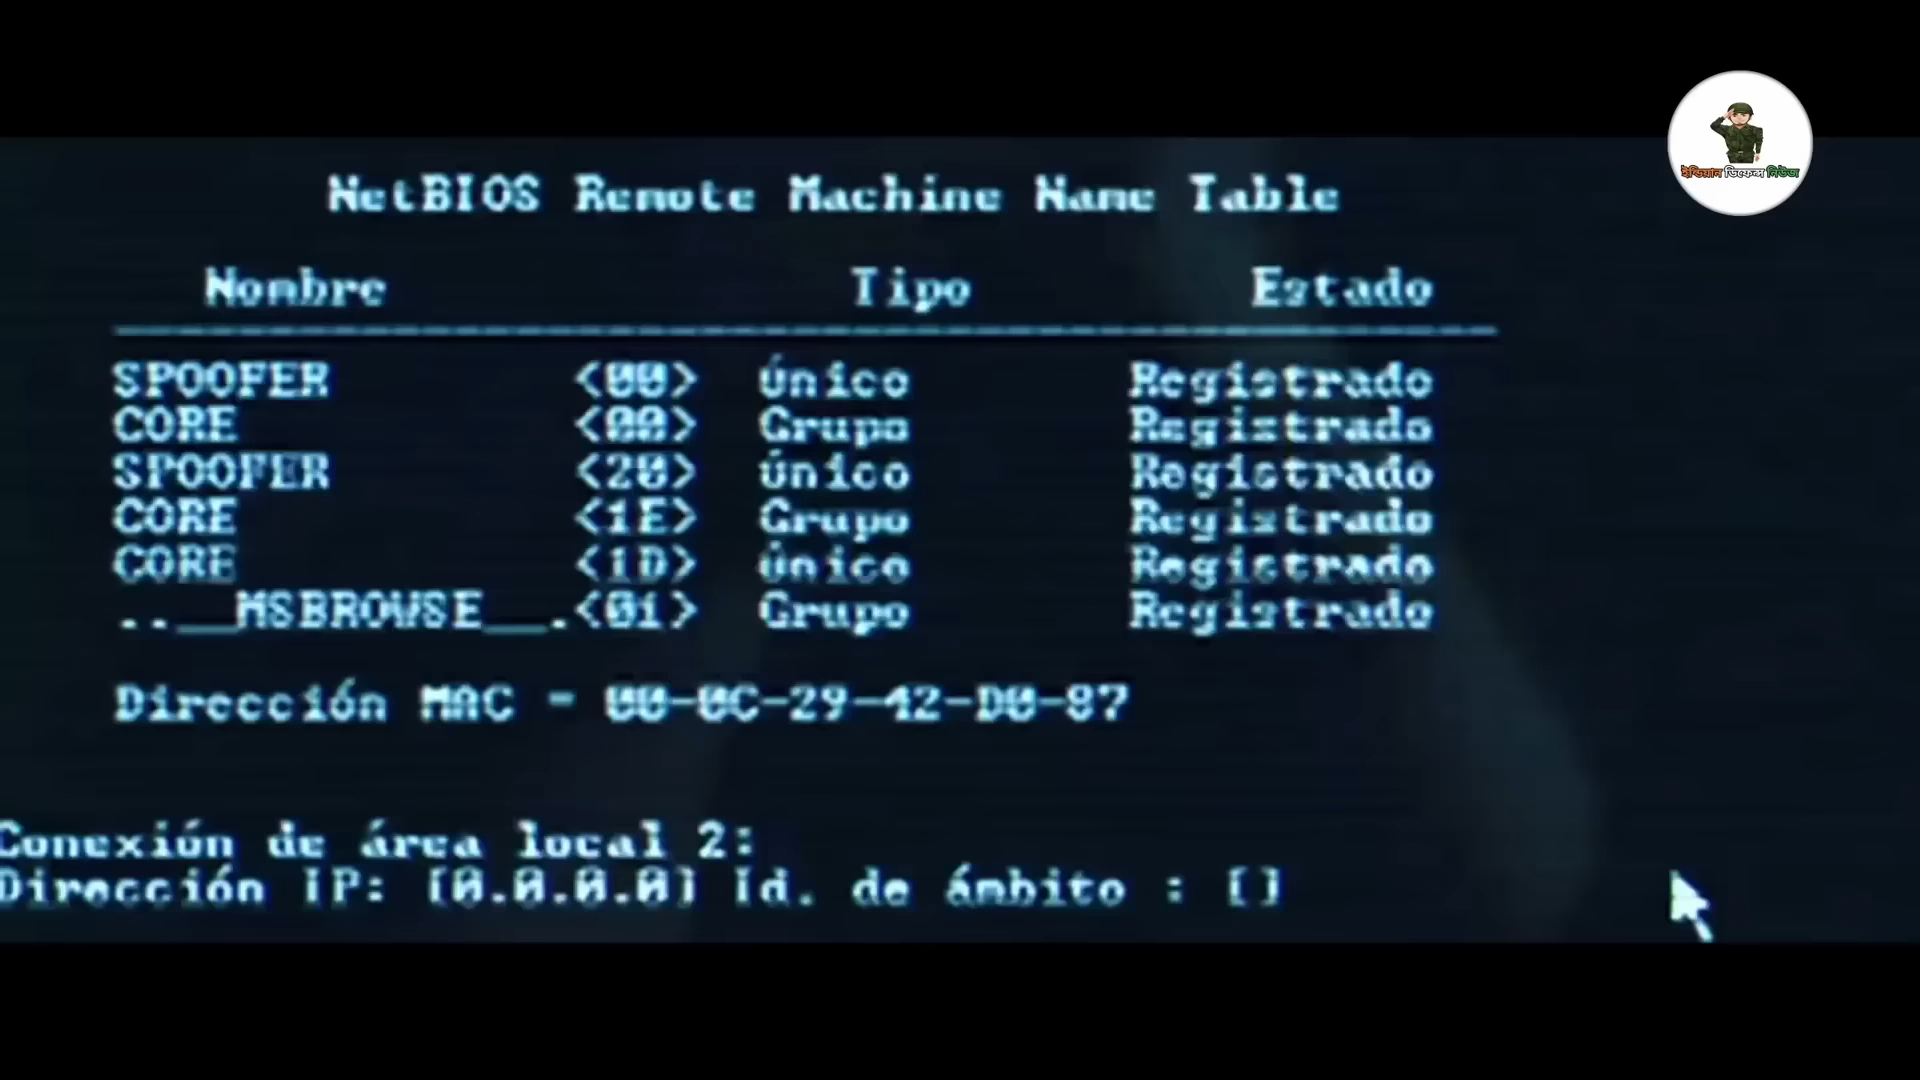 ইন্ডিয়ান ডিফেন্স নিউজ
NetBIOS Remote Machine Name Table
Nombre Tipo Estado
SPOOFER <00> Único Registrado
CORE <00> Grupo Registrado
SPOOFER <20> Único Registrado
CORE <1E> Grupo Registrado
CORE <1D> Único Registrado
..__MSBROWSE__.<01> Grupo Registrado
Dirección MAC = 00-0C-29-42-D0-87
Conexión de área local 2:
Dirección IP: [0.0.0.0] Id. de ámbito : []